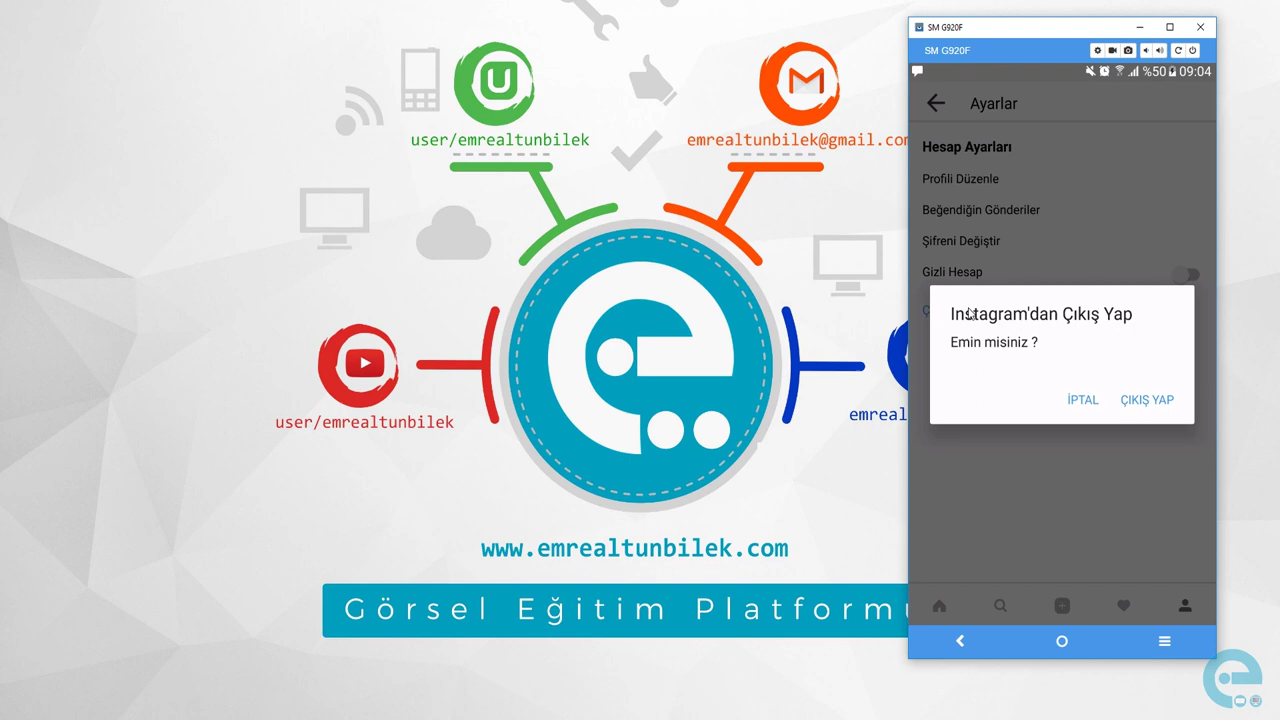 user/emrealtunbilek
emrealtunbilek@gmail.com
user/emrealtunbilek
emreal
www.emrealtunbilek.com
Görsel Eğitim Platformu
SM G920F
SM G920F
%50 09:04
Ayarlar
Hesap Ayarları
Profili Düzenle
Beğendiğin Gönderiler
Şifreni Değiştir
Gizli Hesap
Ç
Instagram'dan Çıkış Yap
Emin misiniz ?
İPTAL ÇIKIŞ YAP